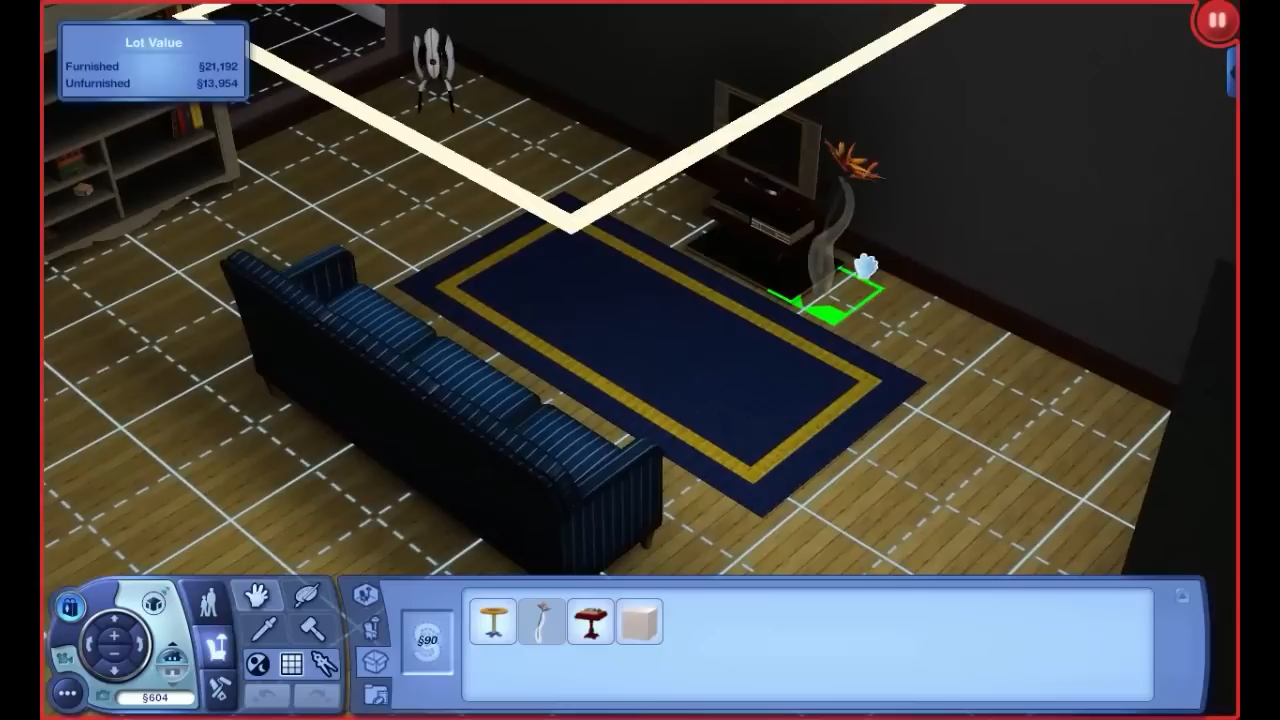 Lot Value
Furnished §21,192
Unfurnished §13,954
§90
§604